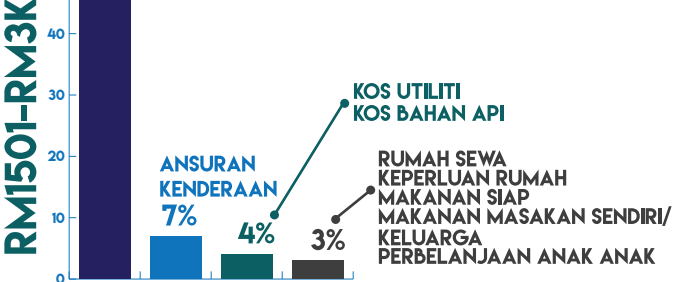 RM1501-RM3K
40
30
20
10
0
ANSURAN
KENDERAAN
7%
4%
3%
KOS UTILITI
KOS BAHAN API
RUMAH SEWA
KEPERLUAN RUMAH
MAKANAN SIAP
MAKANAN MASAKAN SENDIRI/
KELUARGA
PERBELANJAAN ANAK ANAK